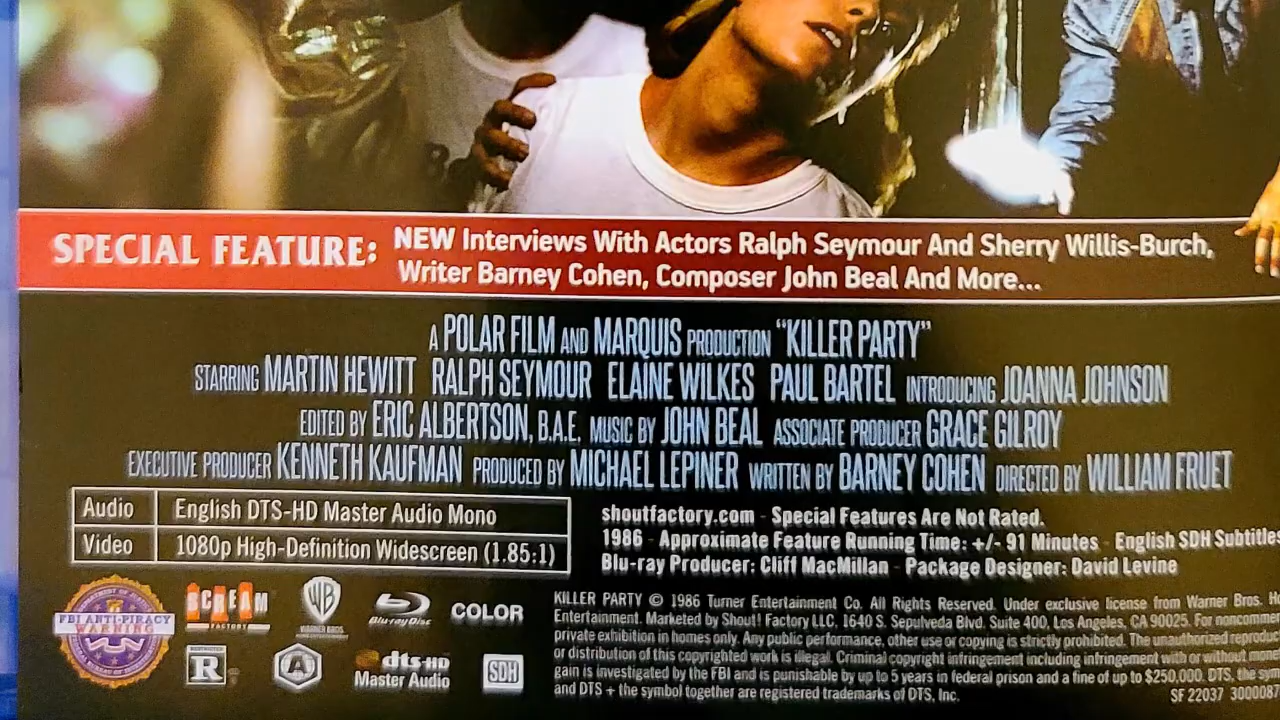 SPECIAL FEATURE: NEW Interviews With Actors Ralph Seymour And Sherry Willis-Burch,
Writer Barney Cohen, Composer John Beal And More...
A POLAR FILM AND MARQUIS PRODUCTION "KILLER PARTY"
STARRING MARTIN HEWITT RALPH SEYMOUR ELAINE WILKES PAUL BARTEL INTRODUCING JOANNA JOHNSON
EDITED BY ERIC ALBERTSON, B.A.E. MUSIC BY JOHN BEAL ASSOCIATE PRODUCER GRACE GILROY
EXECUTIVE PRODUCER KENNETH KAUFMAN PRODUCED BY MICHAEL LEPINER WRITTEN BY BARNEY COHEN DIRECTED BY WILLIAM FRUET
Audio English DTS-HD Master Audio Mono
Video 1080p High-Definition Widescreen (1.85:1)
shoutfactory.com - Special Features Are Not Rated.
1986 - Approximate Feature Running Time: +/- 91 Minutes - English SDH Subtitles
Blu-ray Producer: Cliff MacMillan - Package Designer: David Levine
FBI ANTI-PIRACY
WARNING
SCREAM
FACTORY
WB
WARNER BROS.
Blu-ray Disc
COLOR
RESTRICTED
R
A
dts-HD
Master Audio
SDH
KILLER PARTY © 1986 Turner Entertainment Co. All Rights Reserved. Under exclusive license from Warner Bros. Ho
Entertainment. Marketed by Shout! Factory LLC, 1640 S. Sepulveda Blvd. Suite 400, Los Angeles, CA 90025. For noncommer
private exhibition in homes only. Any public performance, other use or copying is strictly prohibited. The unauthorized reproduc
or distribution of this copyrighted work is illegal. Criminal copyright infringement including infringement with or without monet
gain is investigated by the FBI and is punishable by up to 5 years in federal prison and a fine of up to $250,000. DTS, the sym
and DTS + the symbol together are registered trademarks of DTS, Inc.
SF 22037 3000087